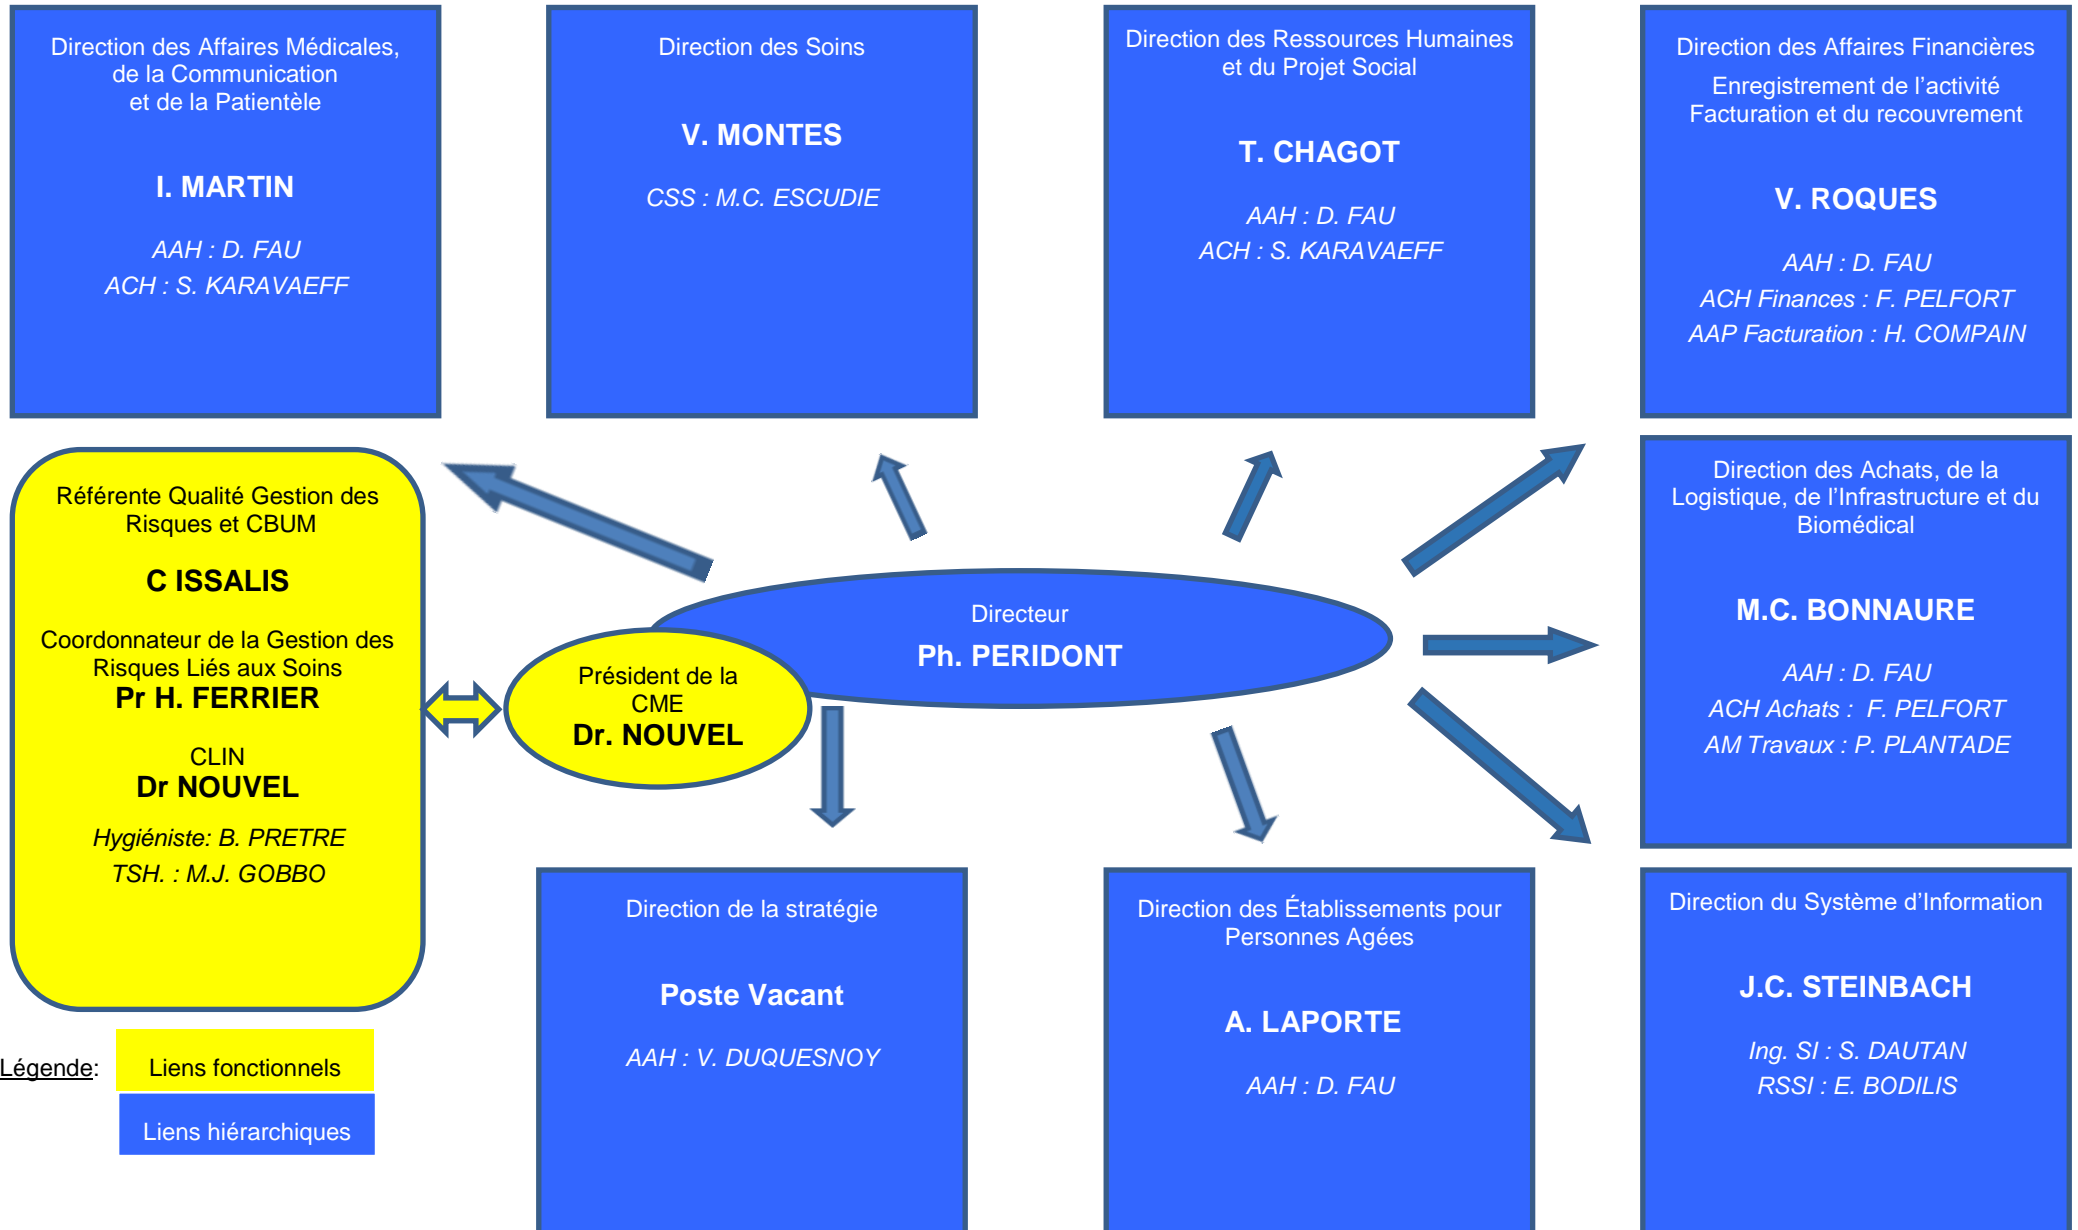 Direction des Affaires Médicales,
de la Communication
et de la Patientèle
I. MARTIN
AAH : D. FAU
ACH : S. KARAVAEFF
Direction des Soins
V. MONTES
CSS : M.C. ESCUDIE
Direction des Ressources Humaines
et du Projet Social
T. CHAGOT
AAH : D. FAU
ACH : S. KARAVAEFF
Direction des Affaires Financières
Enregistrement de l’activité
Facturation et du recouvrement
V. ROQUES
AAH : D. FAU
ACH Finances : F. PELFORT
AAP Facturation : H. COMPAIN
Référente Qualité Gestion des
Risques et CBUM
C ISSALIS
Coordonnateur de la Gestion des
Risques Liés aux Soins
Pr H. FERRIER
CLIN
Dr NOUVEL
Hygiéniste: B. PRETRE
TSH. : M.J. GOBBO
Président de la
CME
Dr. NOUVEL
Directeur
Ph. PERIDONT
Direction des Achats, de la
Logistique, de l’Infrastructure et du
Biomédical
M.C. BONNAURE
AAH : D. FAU
ACH Achats : F. PELFORT
AM Travaux : P. PLANTADE
Direction de la stratégie
Poste Vacant
AAH : V. DUQUESNOY
Direction des Établissements pour
Personnes Agées
A. LAPORTE
AAH : D. FAU
Direction du Système d’Information
J.C. STEINBACH
Ing. SI : S. DAUTAN
RSSI : E. BODILIS
Légende:
Liens fonctionnels
Liens hiérarchiques